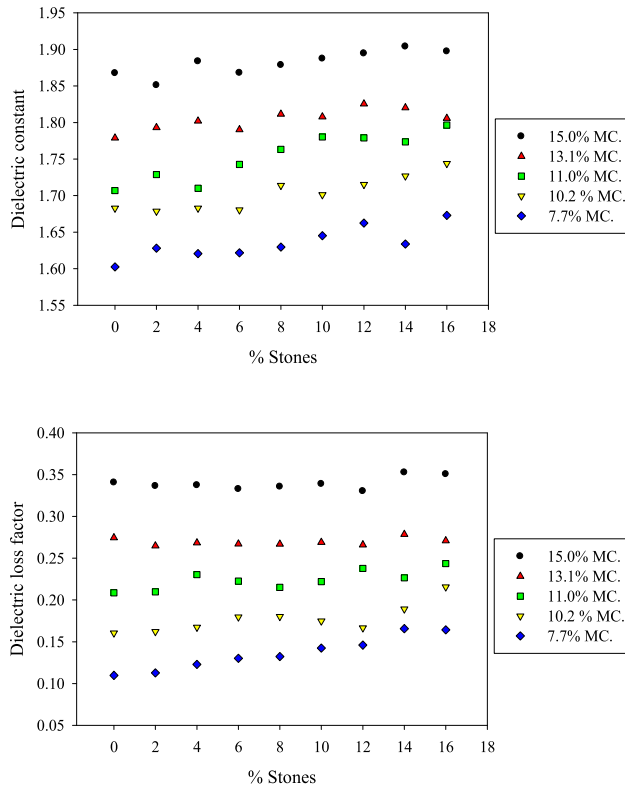 1.95
1.90
1.85
1.80
1.75
1.70
1.65
1.60
1.55
Dielectric constant
0 2 4 6 8 10 12 14 16 18
% Stones
15.0% MC.
13.1% MC.
11.0% MC.
10.2 % MC.
7.7% MC.
0.40
0.35
0.30
0.25
0.20
0.15
0.10
0.05
Dielectric loss factor
0 2 4 6 8 10 12 14 16 18
% Stones
15.0% MC.
13.1% MC.
11.0% MC.
10.2 % MC.
7.7% MC.